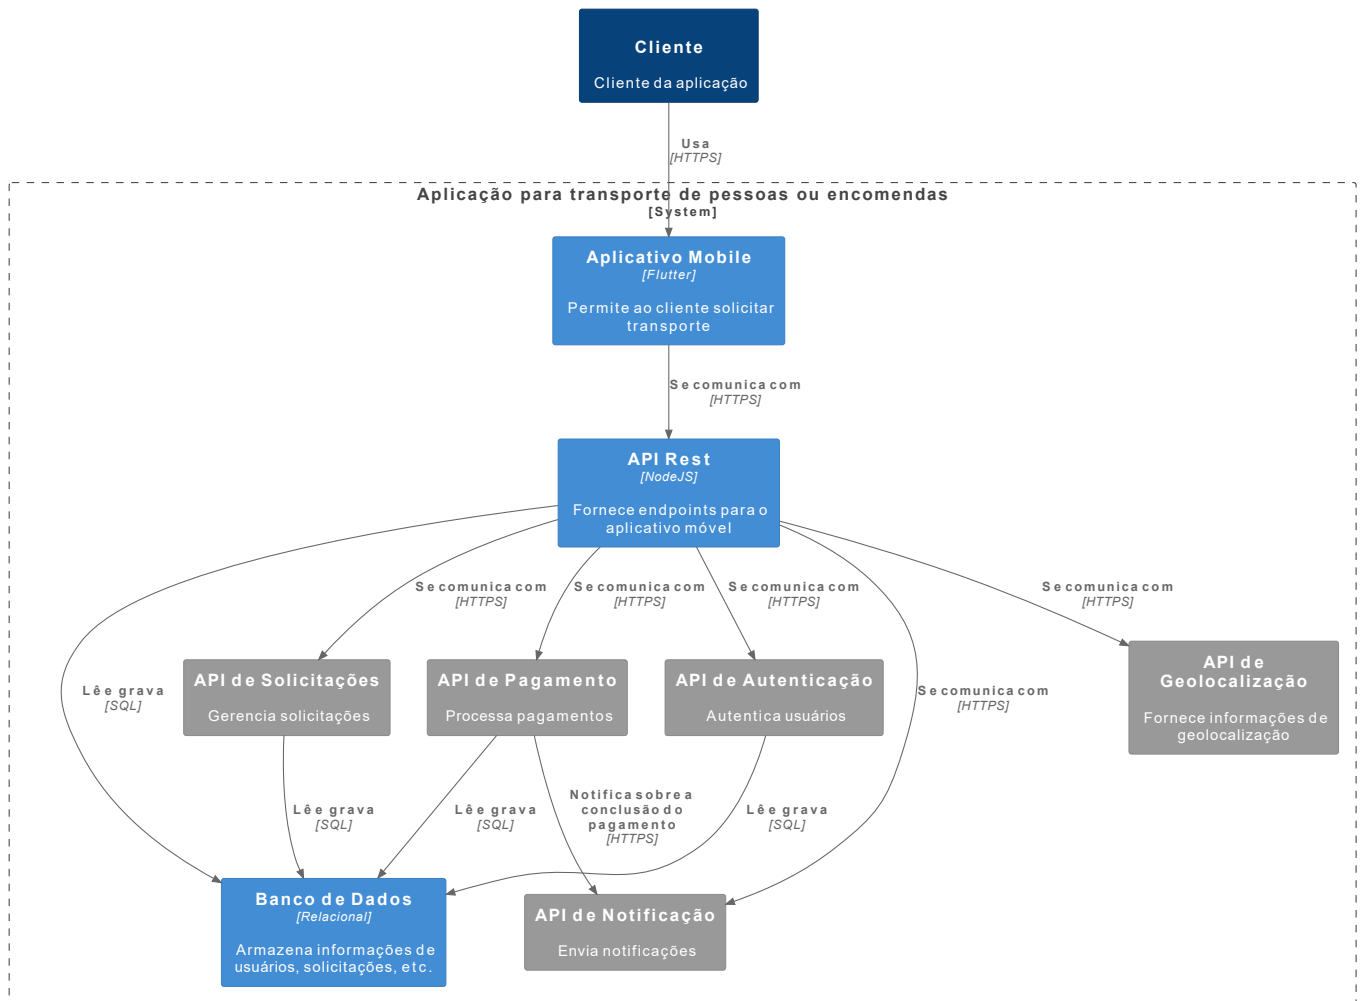 Cliente
Cliente da aplicação
Usa
[HTTPS]
Aplicação para transporte de pessoas ou encomendas
[System]
Aplicativo Mobile
[Flutter]
Permite ao cliente solicitar
transporte
Se comunica com
[HTTPS]
API Rest
[NodeJS]
Fornece endpoints para o
aplicativo móvel
Se comunica com
[HTTPS]
Se comunica com
[HTTPS]
Se comunica com
[HTTPS]
Se comunica com
[HTTPS]
Lê e grava
[SQL]
API de Solicitações
Gerencia solicitações
API de Pagamento
Processa pagamentos
API de Autenticação
Autentica usuários
Se comunica com
[HTTPS]
API de
Geolocalização
Fornece informações de
geolocalização
Lê e grava
[SQL]
Lê e grava
[SQL]
Notifica sobre a
conclusão do
pagamento
[HTTPS]
Lê e grava
[SQL]
Banco de Dados
[Relacional]
Armazena informações de
usuários, solicitações, etc.
API de Notificação
Envia notificações